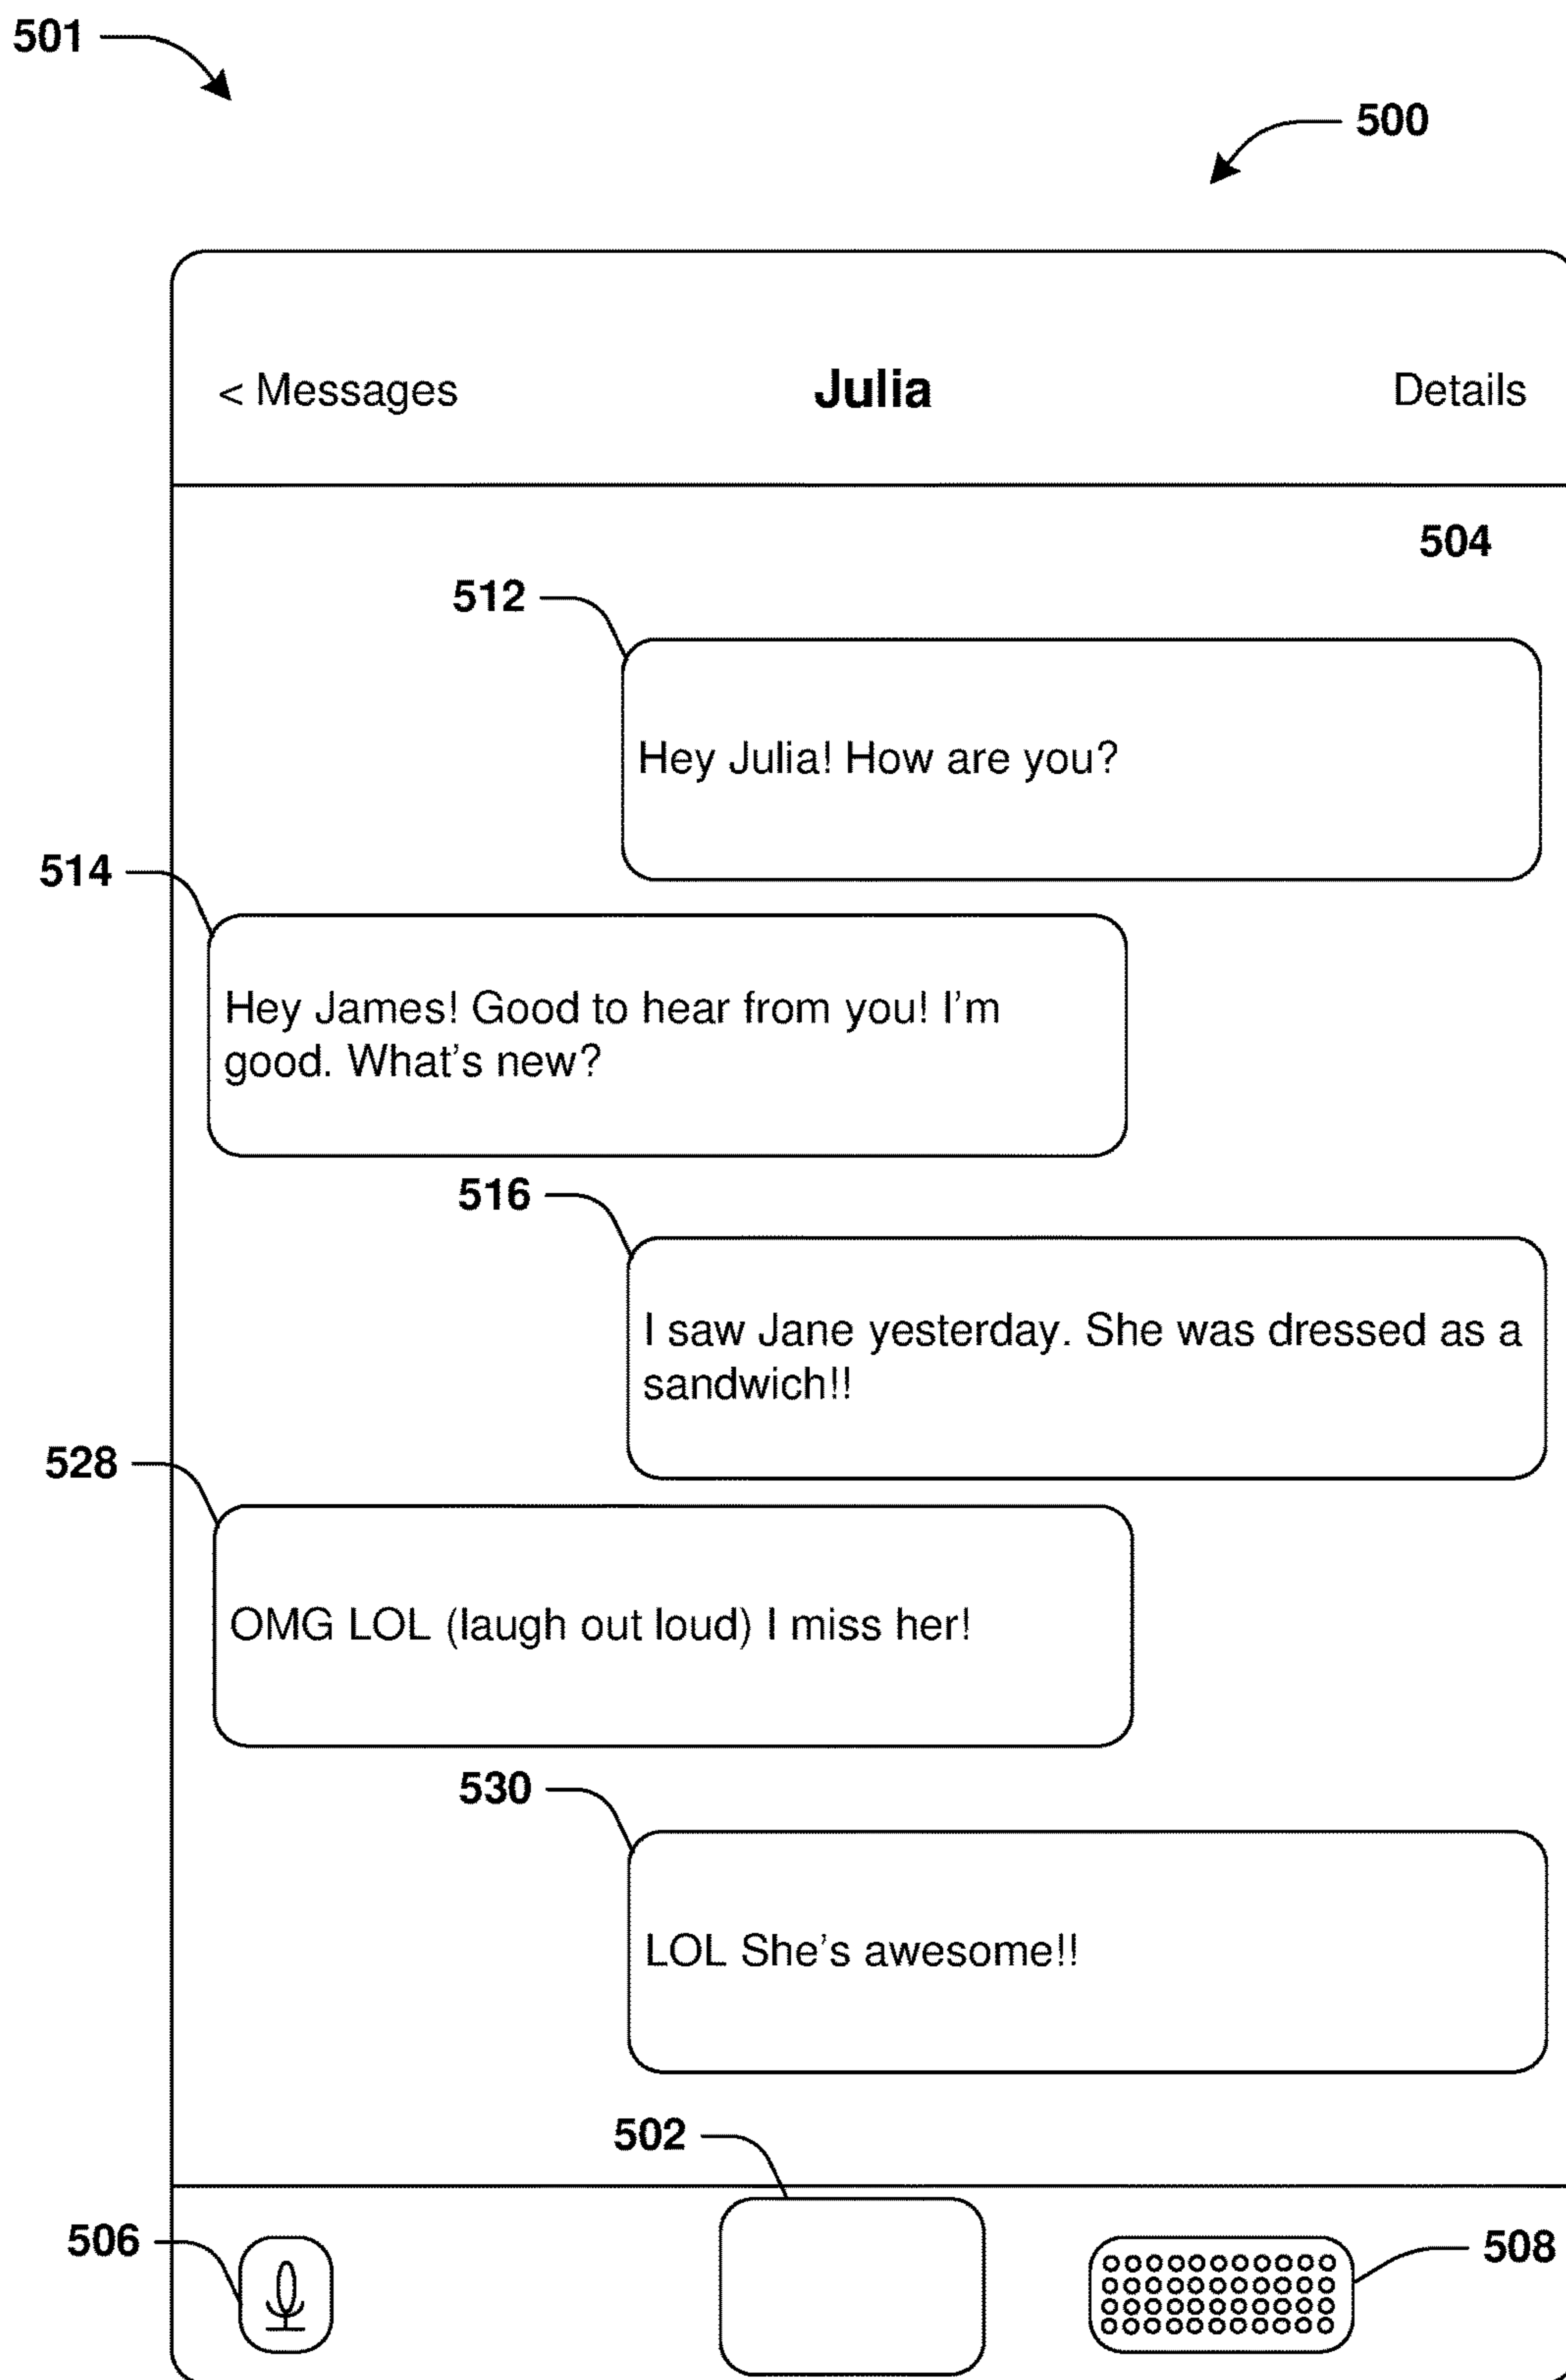 501
500
< Messages Julia Details
504
512
Hey Julia! How are you?
514
Hey James! Good to hear from you! I'm
good. What's new?
516
I saw Jane yesterday. She was dressed as a
sandwich!!
528
OMG LOL (laugh out loud) I miss her!
530
LOL She's awesome!!
502
506
508